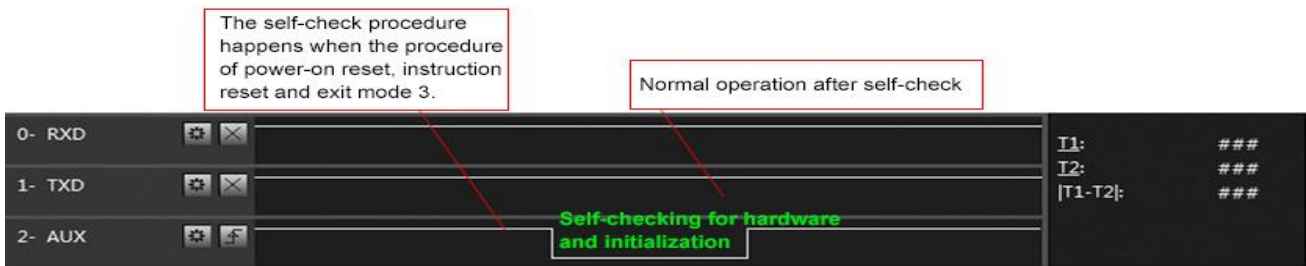 The self-check procedure
happens when the procedure
of power-on reset, instruction
reset and exit mode 3.
Normal operation after self-check
0- RXD
T1: ###
T2: ###
1- TXD
|T1-T2|: ###
Self-checking for hardware
and initialization
2- AUX